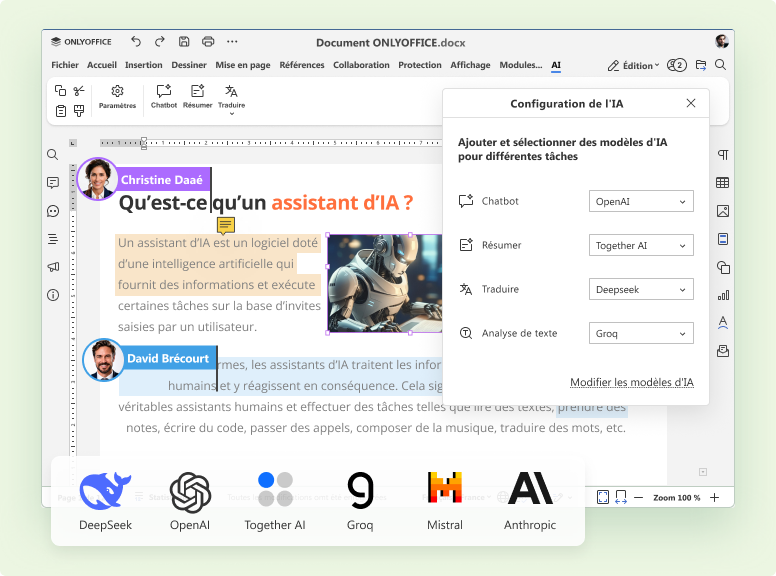 ONLYOFFICE
Document ONLYOFFICE.docx
Fichier Accueil Insertion Dessiner Mise en page Références Collaboration Protection Affichage Modules... AI
Édition
2
Paramètres
Chatbot
Résumer
Traduire
Configuration de l'IA
Ajouter et sélectionner des modèles d'IA
pour différentes tâches
Chatbot OpenAI
Résumer Together AI
Traduire Deepseek
Analyse de texte Groq
Modifier les modèles d'IA
Christine Daaé
Qu'est-ce qu'un assistant d'IA ?
Un assistant d'IA est un logiciel doté
d'une intelligence artificielle qui
fournit des informations et exécute
certaines tâches sur la base d'invites
saisies par un utilisateur.
David Brécourt
rmes, les assistants d'IA traitent les infor
humains et y réagissent en conséquence. Cela sig
véritables assistants humains et effectuer des tâches telles que lire des textes, prendre des
notes, écrire du code, passer des appels, composer de la musique, traduire des mots, etc.
Zoom 100 %
DeepSeek
OpenAI
Together AI
Groq
Mistral
Anthropic